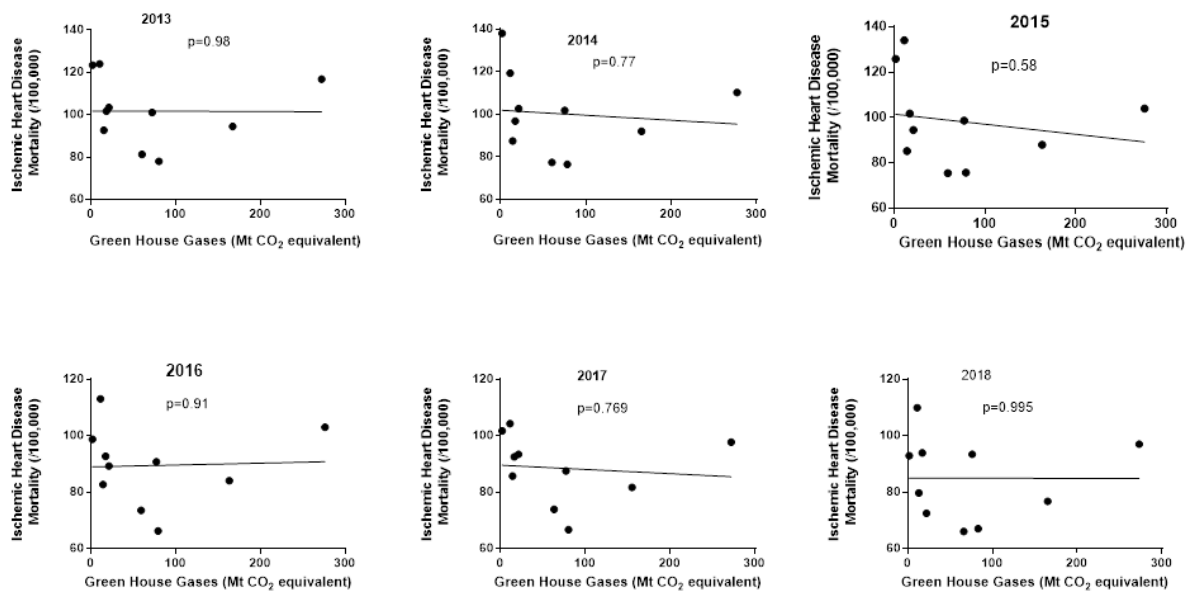 2013
p=0.98
Ischemic Heart Disease
Mortality (/100,000)
140
120
100
80
60
0
100
200
300
Green House Gases (Mt CO₂ equivalent)
2014
p=0.77
Ischemic Heart Disease
Mortality (/100,000)
140
120
100
80
60
0
100
200
300
Green House Gases (Mt CO₂ equivalent)
2015
p=0.58
Ischemic Heart Disease
Mortality (/100,000)
140
120
100
80
60
0
100
200
300
Green House Gases (Mt CO₂ equivalent)
2016
p=0.91
Ischemic Heart Disease
Mortality (/100,000)
120
100
80
60
0
100
200
300
Green House Gases (Mt CO₂ equivalent)
2017
p=0.769
Ischemic Heart Disease
Mortality (/100,000)
120
100
80
60
0
100
200
300
Green House Gases (Mt CO₂ equivalent)
2018
p=0.995
Ischemic Heart Disease
Mortality (/100,000)
120
100
80
60
0
100
200
300
Green House Gases (Mt CO₂ equivalent)